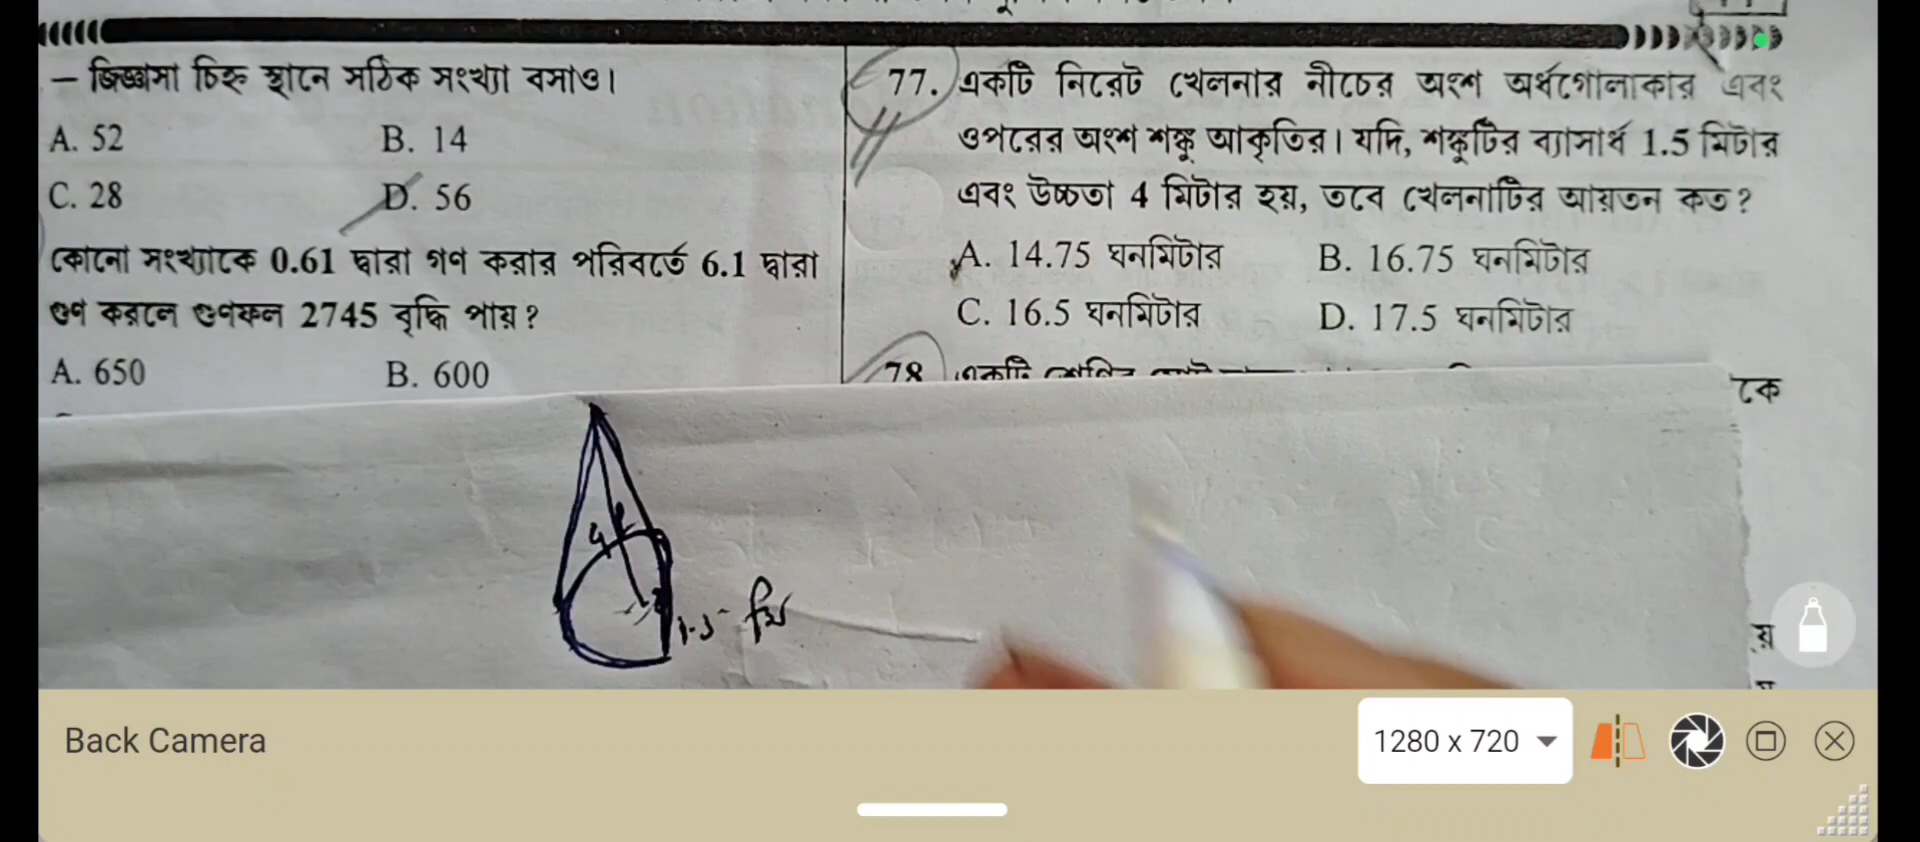 – জিজ্ঞাসা চিহ্ন স্থানে সঠিক সংখ্যা বসাও।
A. 52 B. 14
C. 28 D. 56
কোনো সংখ্যাকে 0.61 দ্বারা গণ করার পরিবর্তে 6.1 দ্বারা
গুণ করলে গুণফল 2745 বৃদ্ধি পায়?
A. 650 B. 600
77. একটি নিরেট খেলনার নীচের অংশ অর্ধগোলাকার এবং
ওপরের অংশ শঙ্কু আকৃতির। যদি, শঙ্কুটির ব্যাসার্ধ 1.5 মিটার
এবং উচ্চতা 4 মিটার হয়, তবে খেলনাটির আয়তন কত?
A. 14.75 ঘনমিটার B. 16.75 ঘনমিটার
C. 16.5 ঘনমিটার D. 17.5 ঘনমিটার
78 একটি
কে
4
1.5 মি
য়
Back Camera
1280 x 720